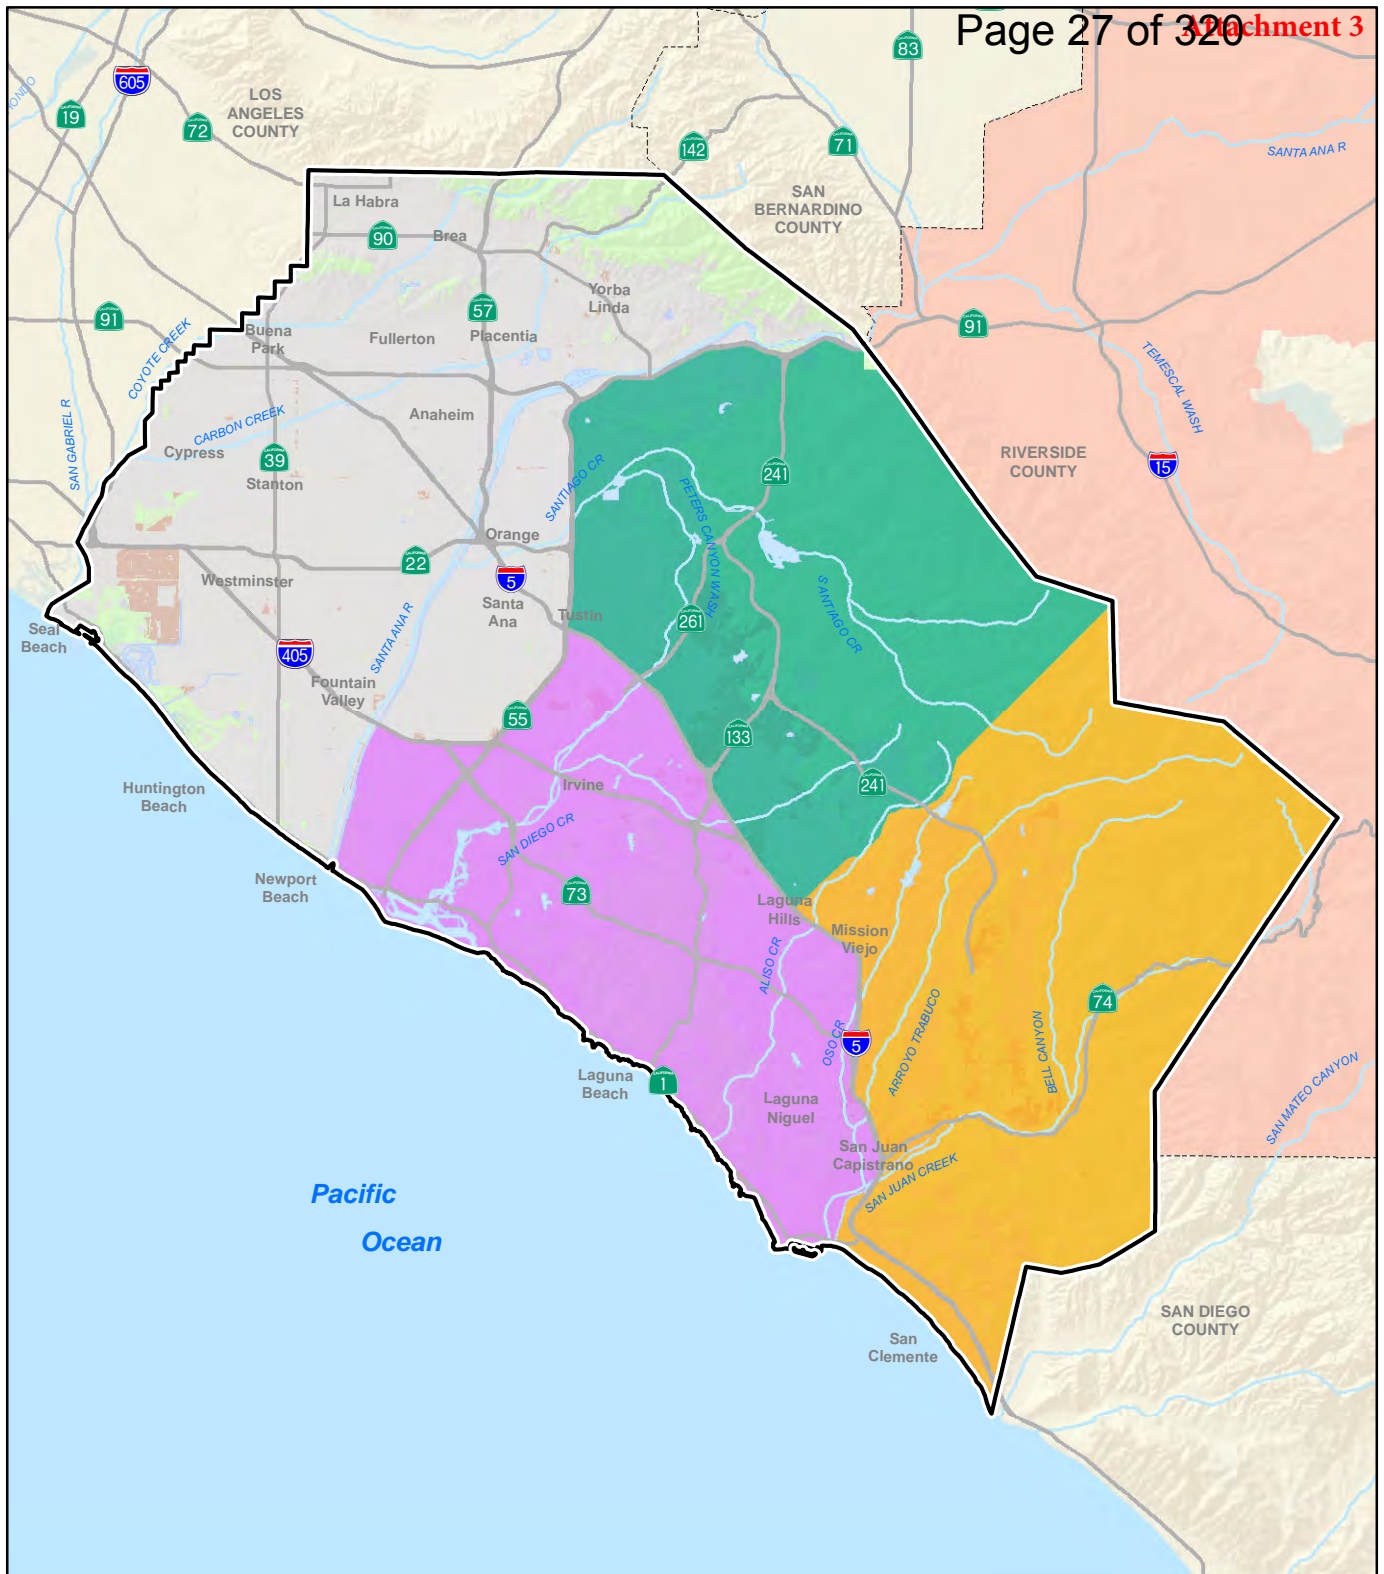 Page 27 of 320
Attachment 3
83
605
LOS
ANGELES
COUNTY
19
72
142
71
SANTA ANA R
SAN
BERNARDINO
COUNTY
La Habra
90
Brea
57
Yorba
Linda
91
COYOTE CREEK
Buena
Park
Fullerton
Placentia
91
TEMESCAL WASH
SAN GABRIEL R
CARBON CREEK
Anaheim
Cypress
39
Stanton
SANTIAGO CR
PETERS CANYON WASH
241
RIVERSIDE
COUNTY
15
Orange
22
5
Westminster
Santa
Ana
Tustin
261
S SANTIAGO CR
Seal
Beach
SANTA ANA R
405
Fountain
Valley
55
133
Huntington
Beach
Irvine
241
SAN DIEGO CR
Newport
Beach
73
Laguna
Hills
Mission
Viejo
ALISO CR
74
OSO CR
5
ARROYO TRABUCO
BELL CANYON
Laguna
Beach
1
Laguna
Niguel
SAN MATEO CANYON
San Juan
Capistrano
SAN JUAN CREEK
Pacific
Ocean
SAN DIEGO
COUNTY
San
Clemente